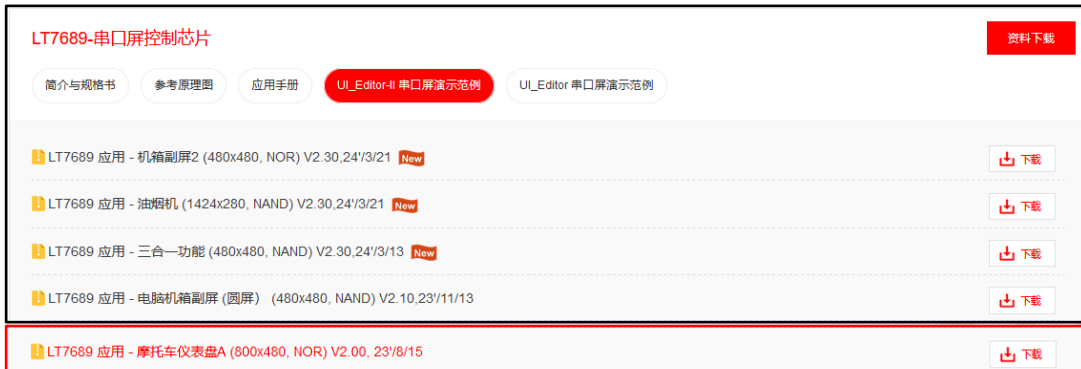 LT7689-串口屏控制芯片
资料下载
简介与规格书 参考原理图 应用手册 UI_Editor-II 串口屏演示范例 UI_Editor 串口屏演示范例
LT7689 应用 - 机箱副屏2 (480x480, NOR) V2.30,24'/3/21 New 下载
LT7689 应用 - 油烟机 (1424x280, NAND) V2.30,24'/3/21 New 下载
LT7689 应用 - 三合一功能 (480x480, NAND) V2.30,24'/3/13 New 下载
LT7689 应用 - 电脑机箱副屏 (圆屏） (480x480, NAND) V2.10,23'/11/13 下载
LT7689 应用 - 摩托车仪表盘A (800x480, NOR) V2.00, 23'/8/15 下载